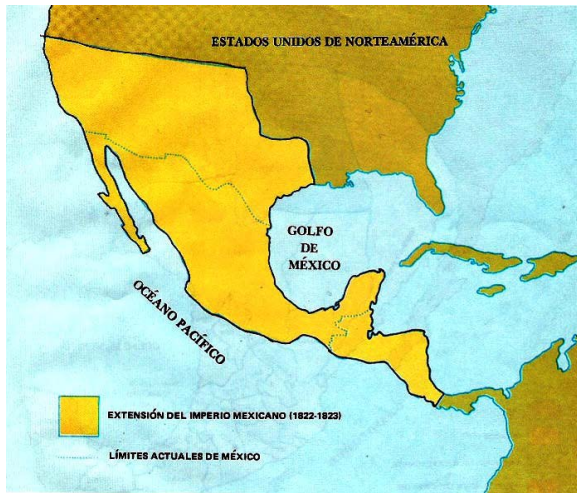 ESTADOS UNIDOS DE NORTEAMÉRICA
GOLFO
DE
MÉXICO
OCÉANO PACÍFICO
EXTENSIÓN DEL IMPERIO MEXICANO (1822-1823)
LÍMITES ACTUALES DE MÉXICO